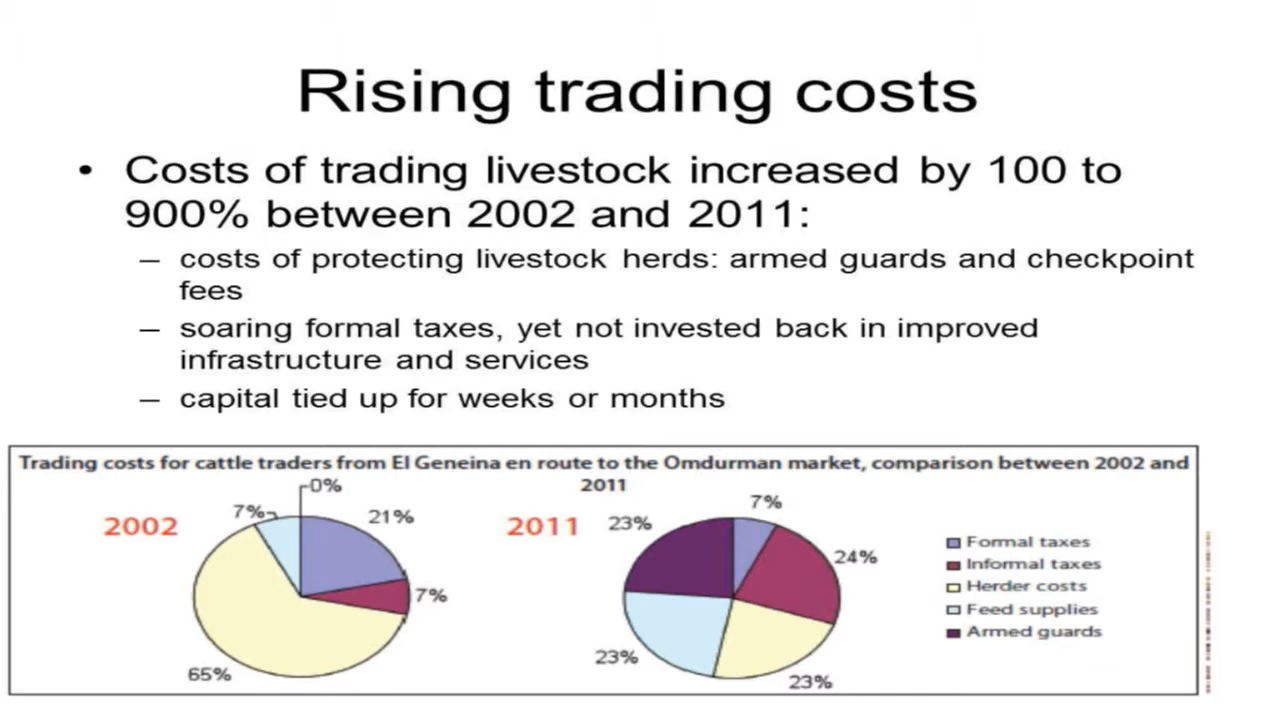 Rising trading costs
• Costs of trading livestock increased by 100 to
900% between 2002 and 2011:
– costs of protecting livestock herds: armed guards and checkpoint
fees
– soaring formal taxes, yet not invested back in improved
infrastructure and services
– capital tied up for weeks or months
Trading costs for cattle traders from El Geneina en route to the Omdurman market, comparison between 2002 and
2011
2002
0%
7%
21%
7%
65%
2011
23%
7%
24%
23%
23%
Formal taxes
Informal taxes
Herder costs
Feed supplies
Armed guards